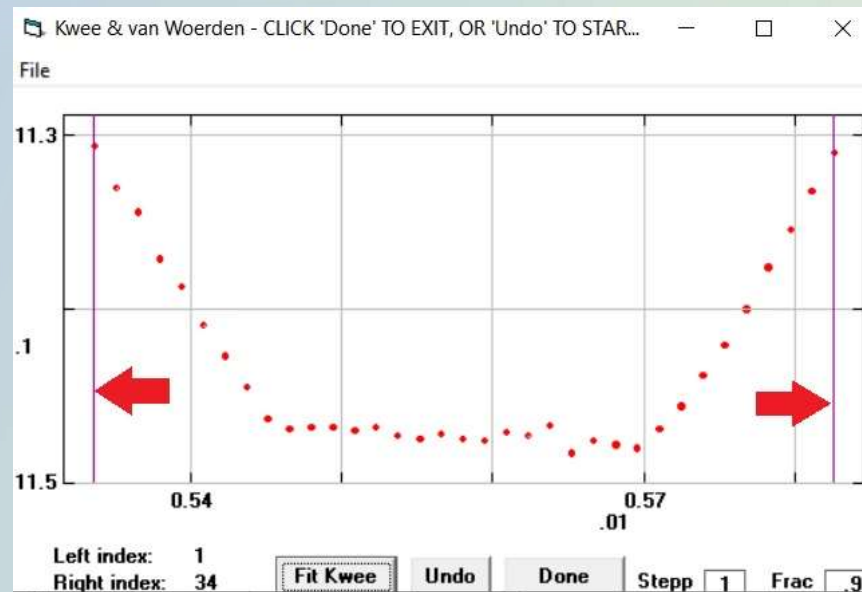 Kwee & van Woerden - CLICK 'Done' TO EXIT, OR 'Undo' TO STAR...
File
11.3
.1
11.5
0.54 0.57
.01
Left index: 1
Right index: 34
Fit Kwee Undo Done Stepp 1 Frac .9